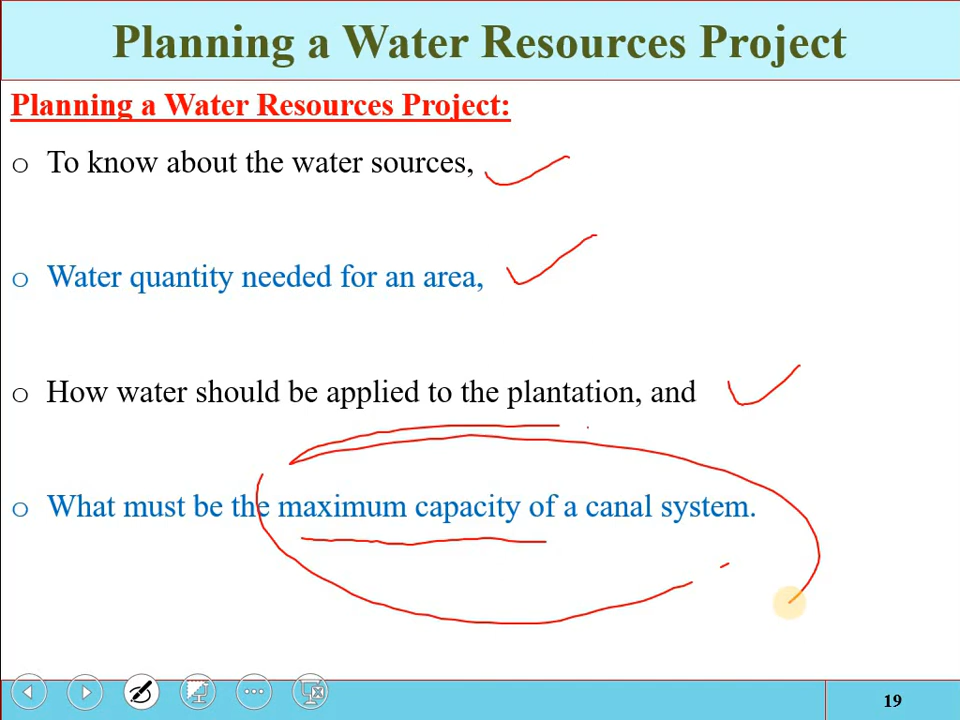 Planning a Water Resources Project
Planning a Water Resources Project:
o To know about the water sources,
o Water quantity needed for an area,
o How water should be applied to the plantation, and
o What must be the maximum capacity of a canal system.
19